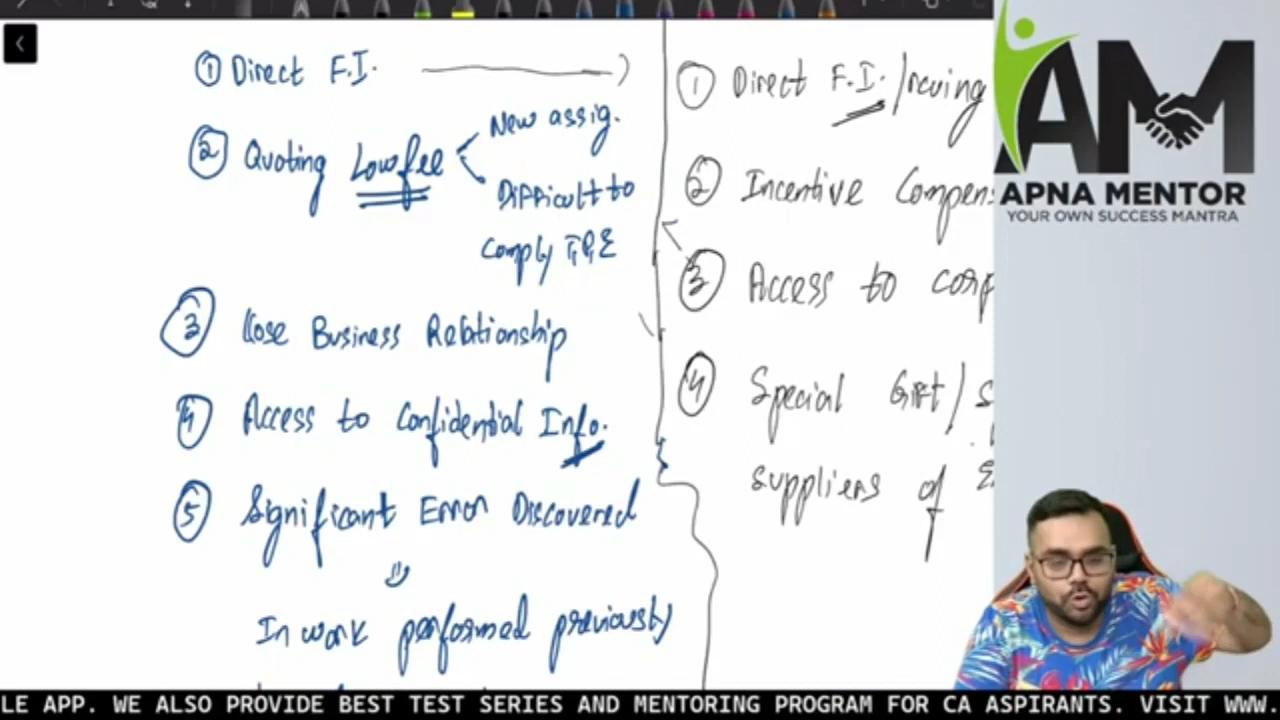 ① Direct F.I.
② Quoting Low fee
New assig.
Difficult to
Comply T,P,E
③ Close Business Relationship
④ Access to Confidential Info.
⑤ Significant Error Discovered
In work performed previously
① Direct F.I. /
② Incentive Compens
③ Access to corp
④ Special Gift/ S
Suppliers of
AM
APNA MENTOR
YOUR OWN SUCCESS MANTRA
LE APP. WE ALSO PROVIDE BEST TEST SERIES AND MENTORING PROGRAM FOR CA ASPIRANTS. VISIT WWW.